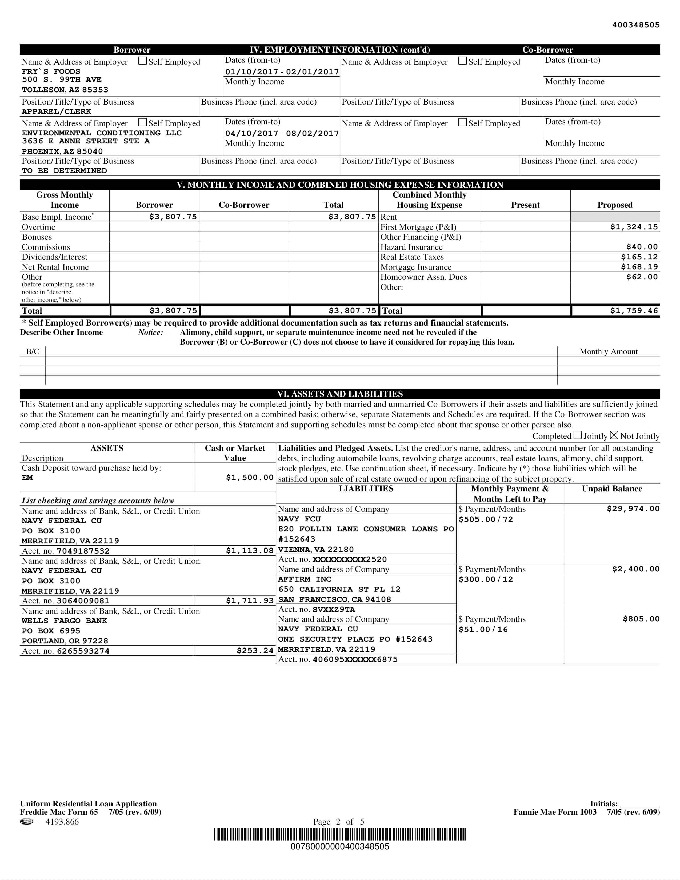 400348505
Borrower IV. EMPLOYMENT INFORMATION (cont'd) Co-Borrower
Name & Address of Employer Self Employed Dates (from-to) Name & Address of Employer Self Employed Dates (from-to)
FRY`S FOODS
500 S. 99TH AVE 01/10/2017-02/01/2017
TOLLESON, AZ 85353 Monthly Income Monthly Income
Position/Title/Type of Business Business Phone (incl. area code) Position/Title/Type of Business Business Phone (incl. area code)
APPAREL/CLERK
Name & Address of Employer Self Employed Dates (from-to) Name & Address of Employer Self Employed Dates (from-to)
ENVIRONMENTAL CONDITIONING LLC 04/10/2017 08/02/2017
3636 E ANNE STREET STE A Monthly Income Monthly Income
PHOENIX, AZ 85040
Position/Title/Type of Business Business Phone (incl. area code) Position/Title/Type of Business Business Phone (incl. area code)
TO BE DETERMINED
V. MONTHLY INCOME AND COMBINED HOUSING EXPENSE INFORMATION
Gross Monthly Income Borrower Co-Borrower Total Combined Monthly Housing Expense Present Proposed
Base Empl. Income* $3,807.75 $3,807.75 Rent
Overtime First Mortgage (P&I) $1,324.15
Bonuses Other Financing (P&I)
Commissions Hazard Insurance $40.00
Dividends/Interest Real Estate Taxes $165.12
Net Rental Income Mortgage Insurance $168.19
Other Homeowner Assn. Dues $62.00
(before completing, see the Other:
notice in "describe
other income," below)
Total $3,807.75 $3,807.75 Total $1,759.46
* Self Employed Borrower(s) may be required to provide additional documentation such as tax returns and financial statements.
Describe Other Income Notice: Alimony, child support, or separate maintenance income need not be revealed if the
Borrower (B) or Co-Borrower (C) does not choose to have it considered for repaying this loan.
B/C Monthly Amount
VI. ASSETS AND LIABILITIES
This Statement and any applicable supporting schedules may be completed jointly by both married and unmarried Co-Borrowers if their assets and liabilities are sufficiently joined
so that the Statement can be meaningfully and fairly presented on a combined basis; otherwise, separate Statements and Schedules are required. If the Co-Borrower section was
completed about a non-applicant spouse or other person, this Statement and supporting schedules must be completed about that spouse or other person also.
Completed Jointly Not Jointly
ASSETS Cash or Market Liabilities and Pledged Assets. List the creditor's name, address, and account number for all outstanding
Description Value debts, including automobile loans, revolving charge accounts, real estate loans, alimony, child support,
Cash Deposit toward purchase held by: stock pledges, etc. Use continuation sheet, if necessary. Indicate by (*) those liabilities which will be
EM $1,500.00 satisfied upon sale of real estate owned or upon refinancing of the subject property.
LIABILITIES Monthly Payment & Unpaid Balance
List checking and savings accounts below Months Left to Pay
Name and address of Bank, S&L, or Credit Union Name and address of Company $ Payment/Months $29,974.00
NAVY FEDERAL CU NAVY FCU $505.00/72
PO BOX 3100 820 FOLLIN LANE CONSUMER LOANS PO
MERRIFIELD, VA 22119 #152643
Acct. no. 7049187532 $1,113.08 VIENNA, VA 22180
Name and address of Bank, S&L, or Credit Union Acct. no. XXXXXXXXXX2520
NAVY FEDERAL CU Name and address of Company $ Payment/Months $2,400.00
PO BOX 3100 AFFIRM INC $300.00/12
MERRIFIELD, VA 22119 650 CALIFORNIA ST FL 12
Acct. no. 3064009081 $1,711.93 SAN FRANCISCO, CA 94108
Name and address of Bank, S&L, or Credit Union Acct. no. SVXXZ9TA
WELLS FARGO BANK Name and address of Company $ Payment/Months $805.00
PO BOX 6995 NAVY FEDERAL CU $51.00/16
PORTLAND, OR 97228 ONE SECURITY PLACE PO #152643
Acct. no. 6265593274 $253.24 MERRIFIELD, VA 22119
Acct. no. 406095XXXXXX6875
Uniform Residential Loan Application Initials:
Freddie Mac Form 65 7/05 (rev. 6/09) Fannie Mae Form 1003 7/05 (rev. 6/09)
4193.866 Page 2 of 5
00780000000400348505